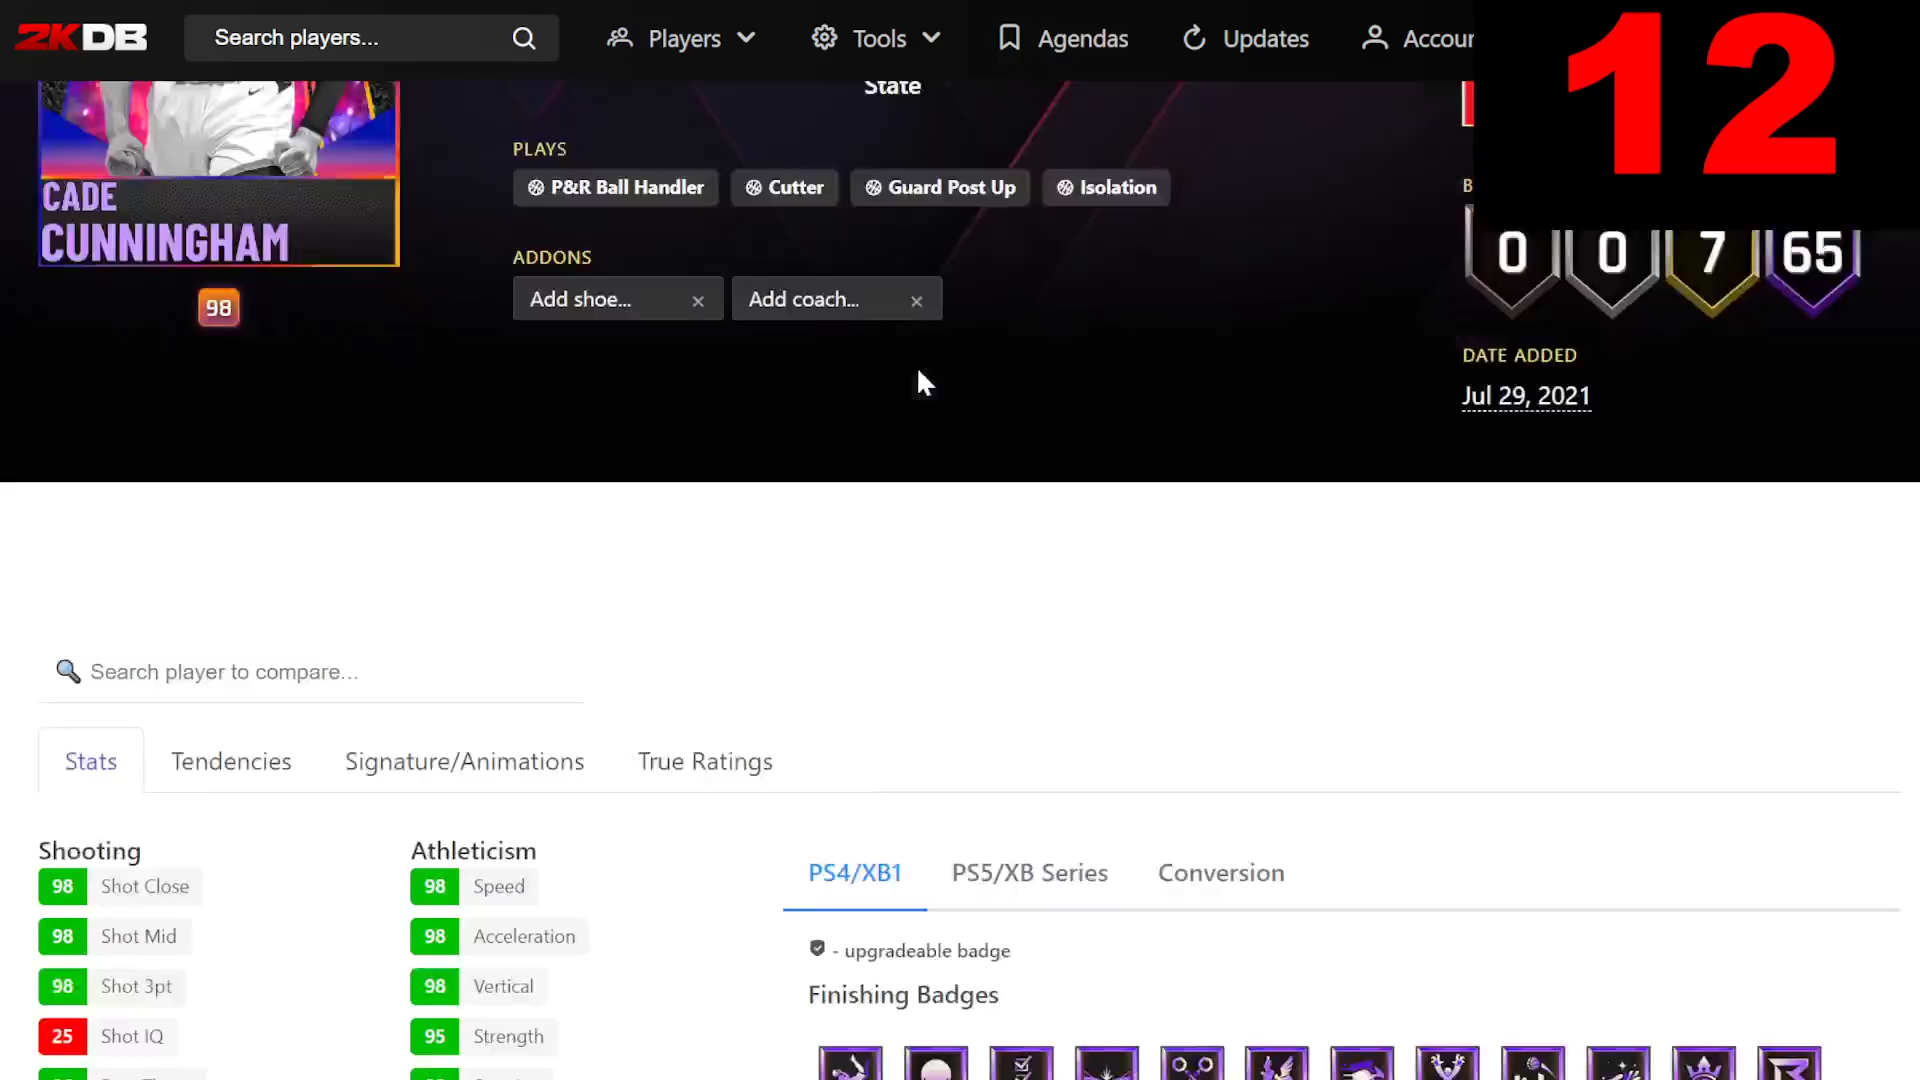 2KDB
Search players...
Players
Tools
Agendas
Updates
Accoun
12
State
PLAYS
P&R Ball Handler
Cutter
Guard Post Up
Isolation
CADE
CUNNINGHAM
98
ADDONS
Add shoe... ×
Add coach... ×
B
0 0 7 65
DATE ADDED
Jul 29, 2021
Search player to compare...
Stats
Tendencies
Signature/Animations
True Ratings
Shooting
98 Shot Close
98 Shot Mid
98 Shot 3pt
25 Shot IQ
Athleticism
98 Speed
98 Acceleration
98 Vertical
95 Strength
PS4/XB1
PS5/XB Series
Conversion
- upgradeable badge
Finishing Badges